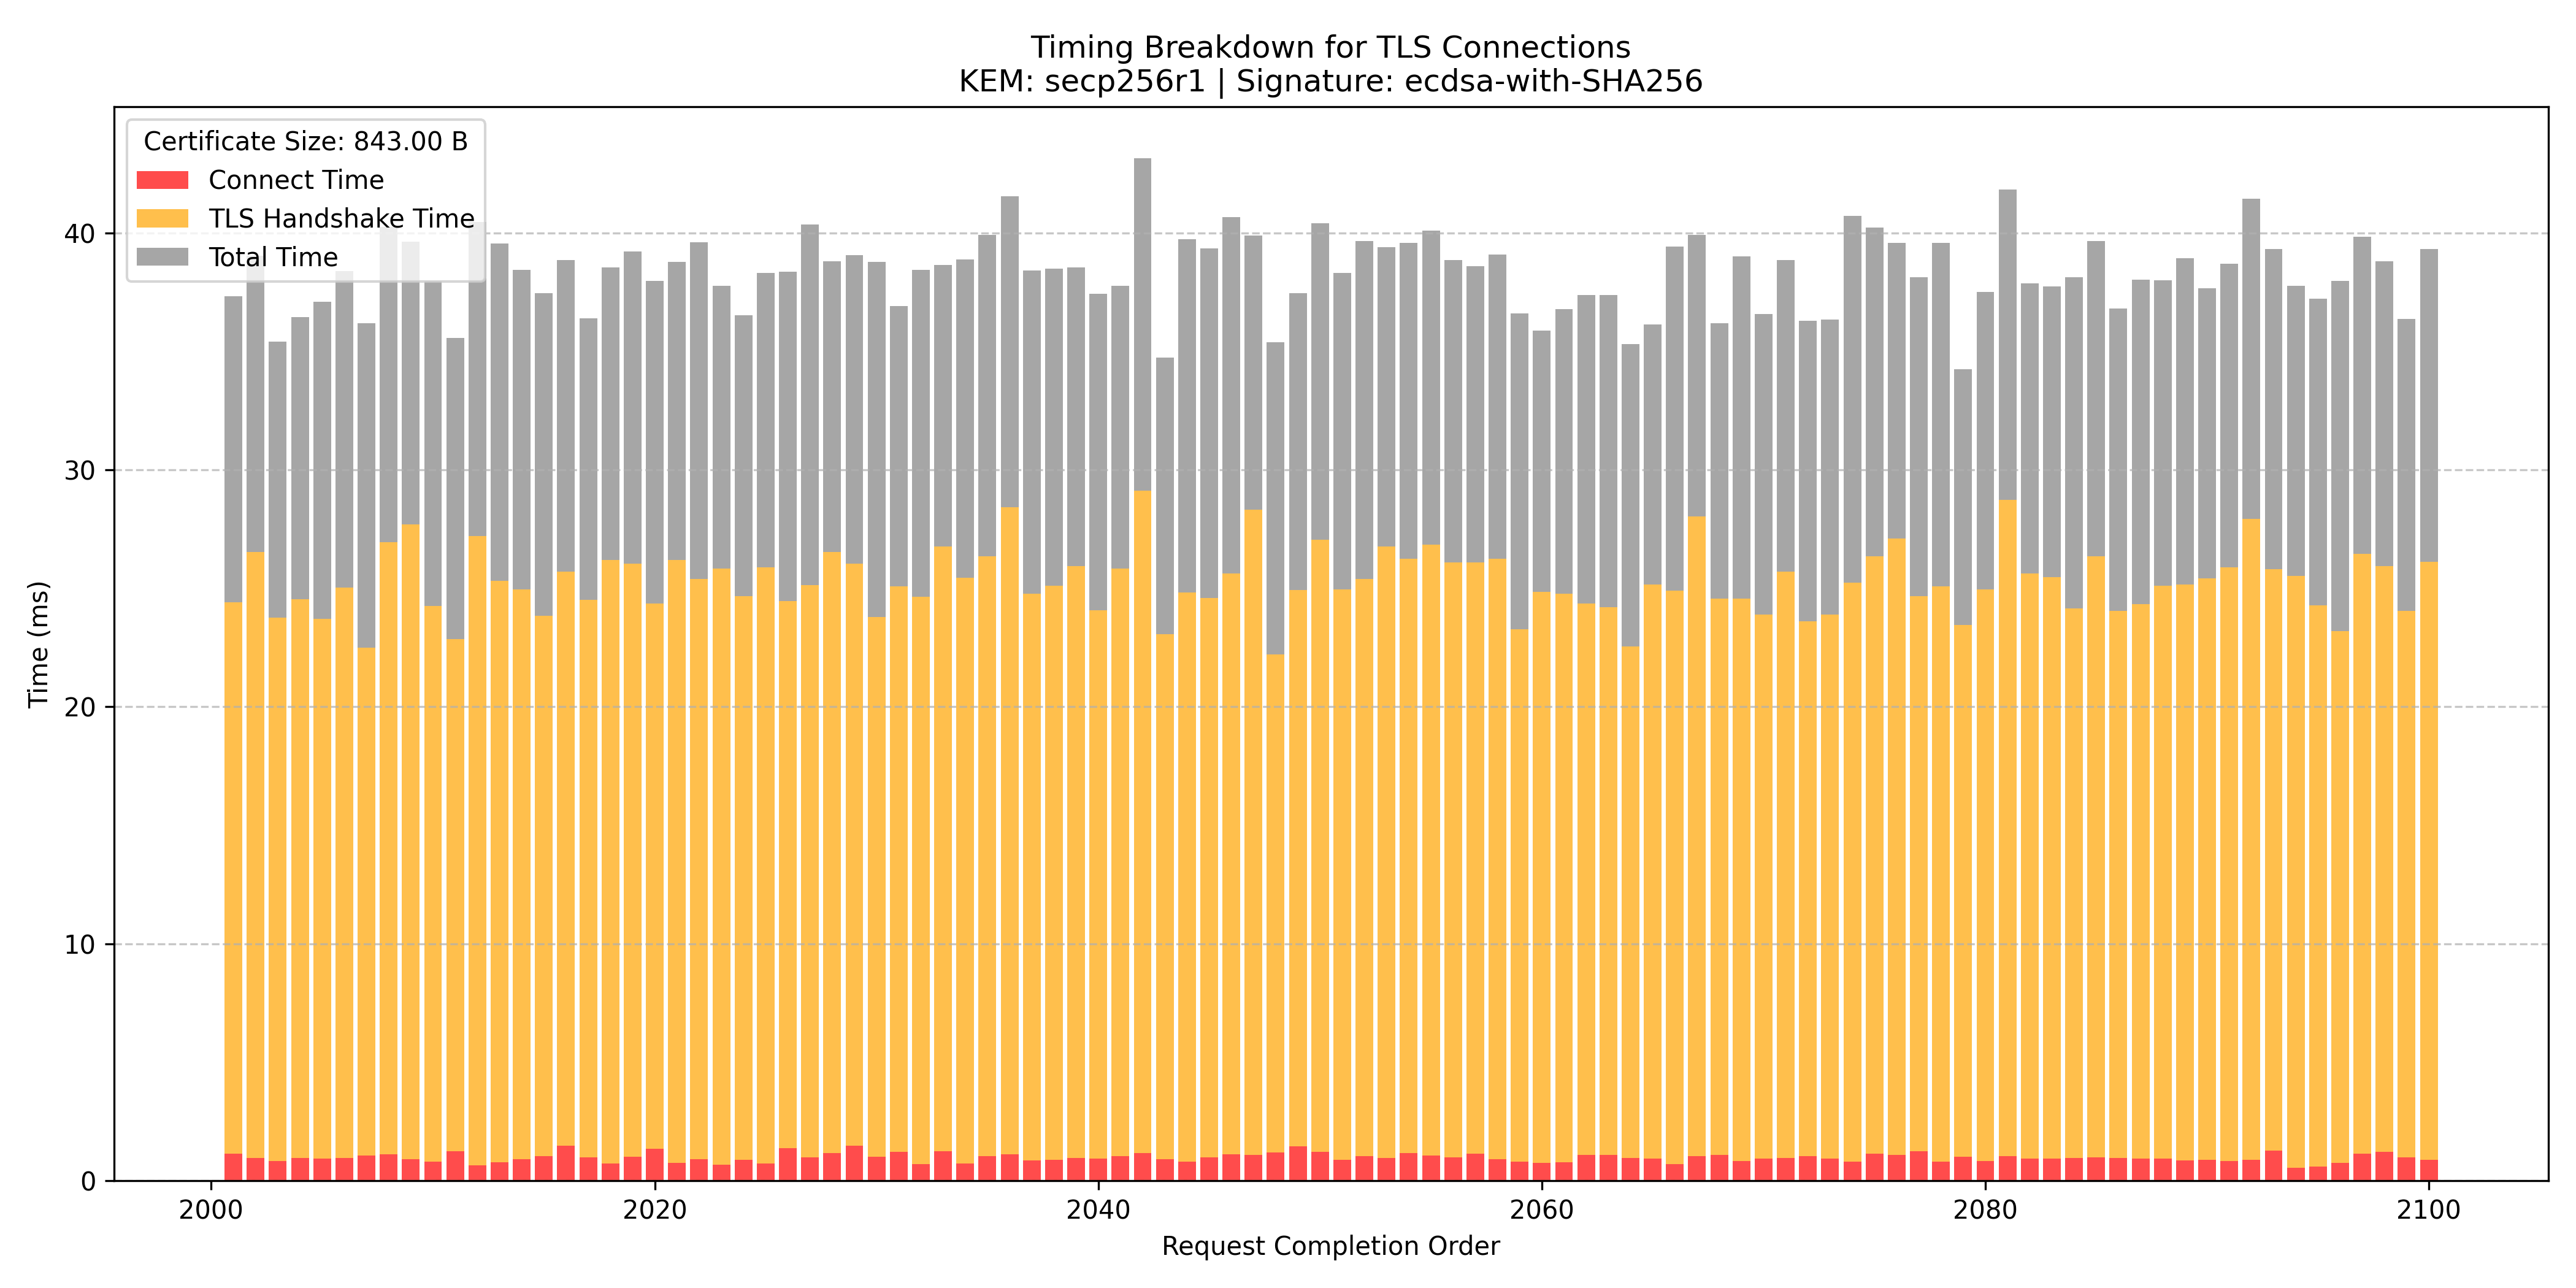 Timing Breakdown for TLS Connections
KEM: secp256r1 | Signature: ecdsa-with-SHA256
Certificate Size: 843.00 B
Connect Time
TLS Handshake Time
Total Time
Time (ms)
40
30
20
10
0
2000 2020 2040 2060 2080 2100
Request Completion Order